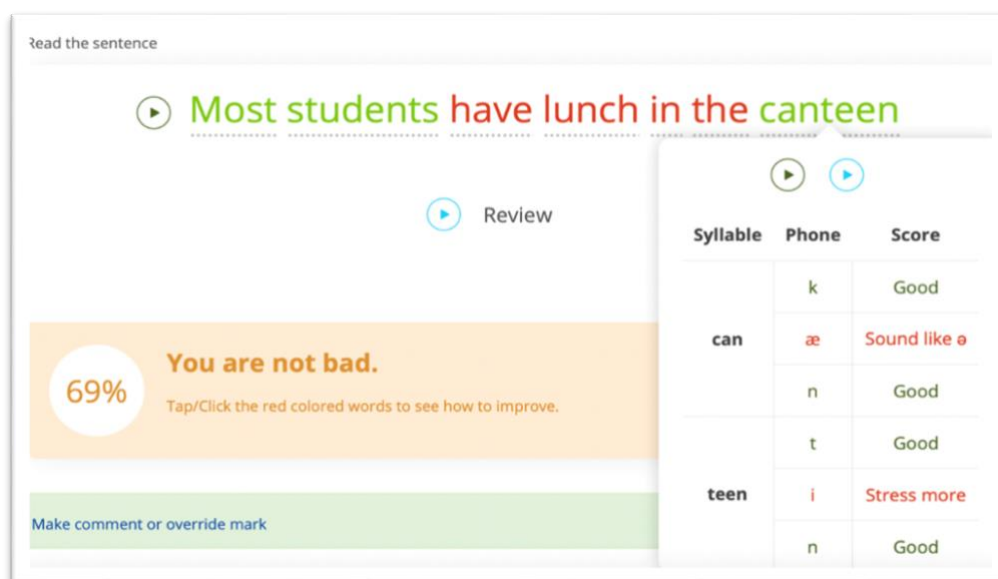 Read the sentence
Most students have lunch in the canteen
Review
Syllable Phone Score
can
k Good
æ Sound like ə
n Good
teen
t Good
i Stress more
n Good
69%
You are not bad.
Tap/Click the red colored words to see how to improve.
Make comment or override mark